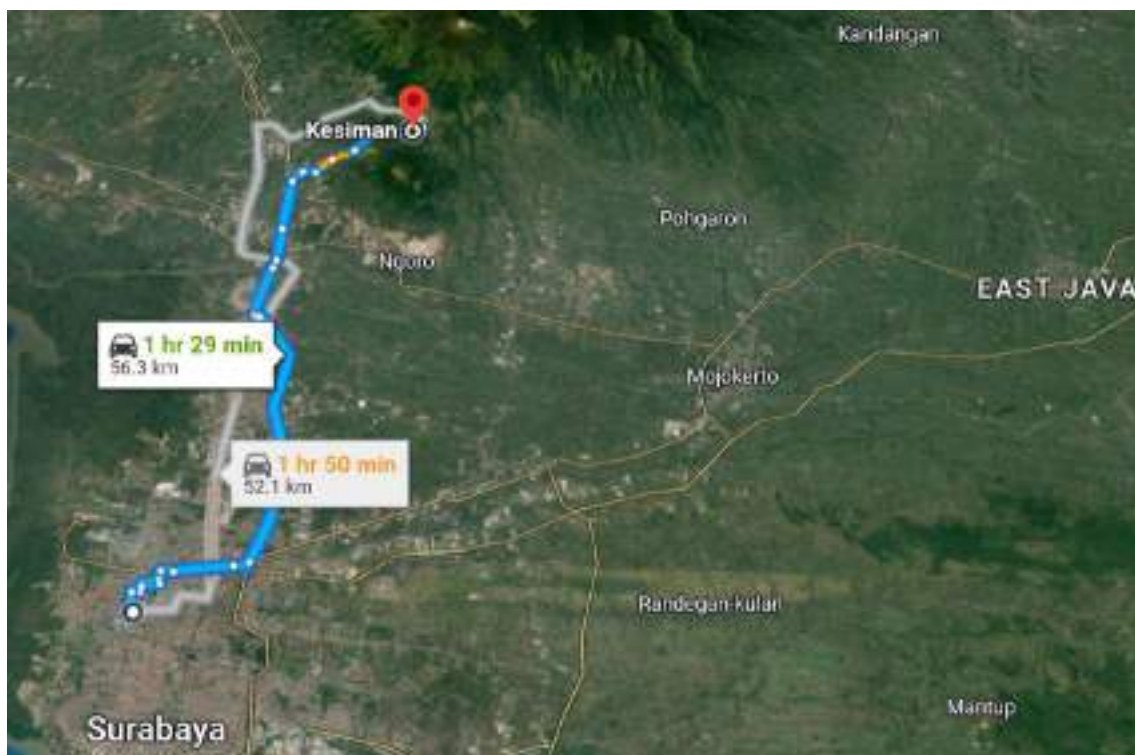 Kandangan
Kesiman
Pohgaron
Ngoro
EAST JAVA
1 hr 29 min
56.3 km
Mojokerto
1 hr 50 min
52.1 km
Randegan-kulan
Mantup
Surabaya